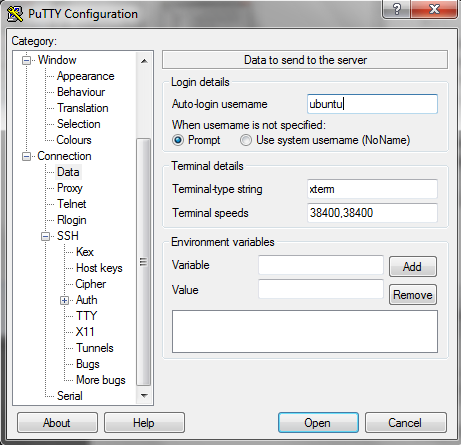 PuTTY Configuration
Category:
Window
Appearance
Behaviour
Translation
Selection
Colours
Connection
Data
Proxy
Telnet
Rlogin
SSH
Kex
Host keys
Cipher
Auth
TTY
X11
Tunnels
Bugs
More bugs
Serial
Data to send to the server
Login details
Auto-login username ubuntu
When username is not specified:
Prompt Use system username (NoName)
Terminal details
Terminal-type string xterm
Terminal speeds 38400,38400
Environment variables
Variable Add
Value Remove
About Help Open Cancel